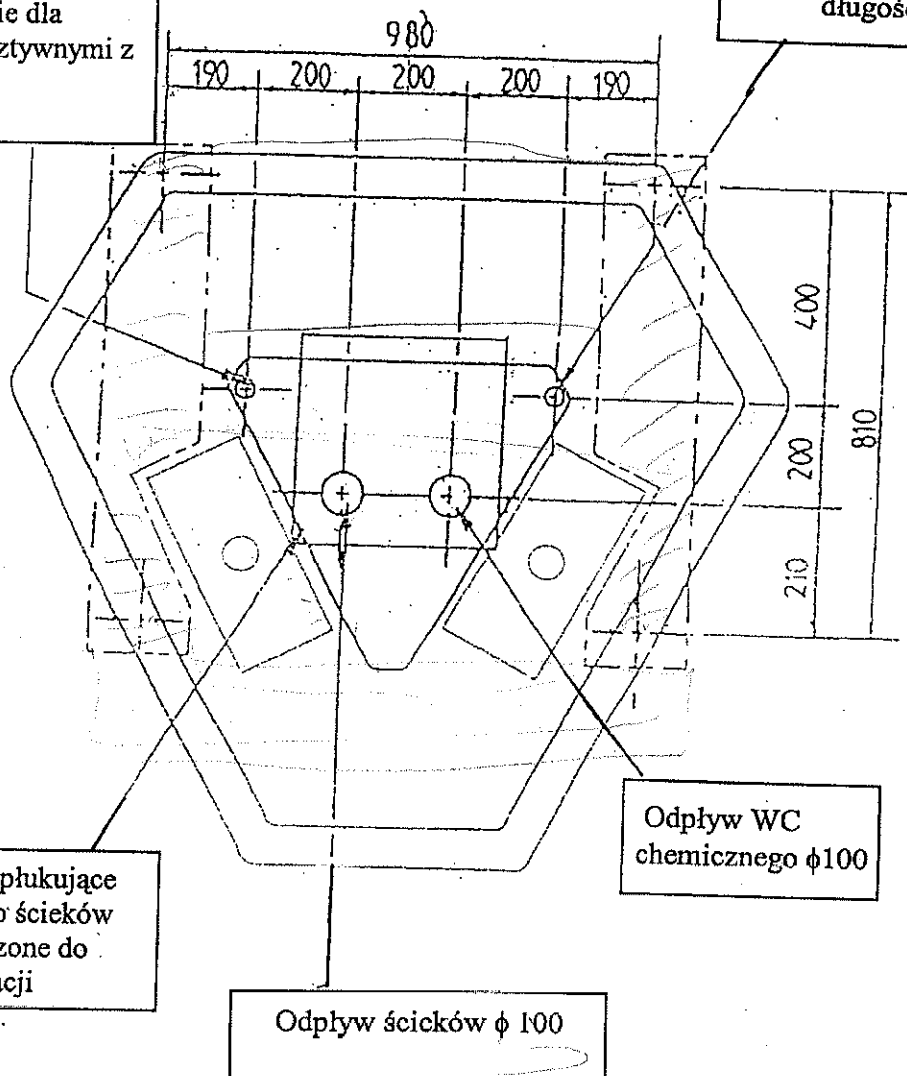 ie dla
ztywnymi z
długośc
980
190 200 200 200 190
400
200
810
210
Odpływ WC
chemicznego ϕ100
płukujące
o ścieków
zone do
cji
Odpływ ścicków ϕ 100